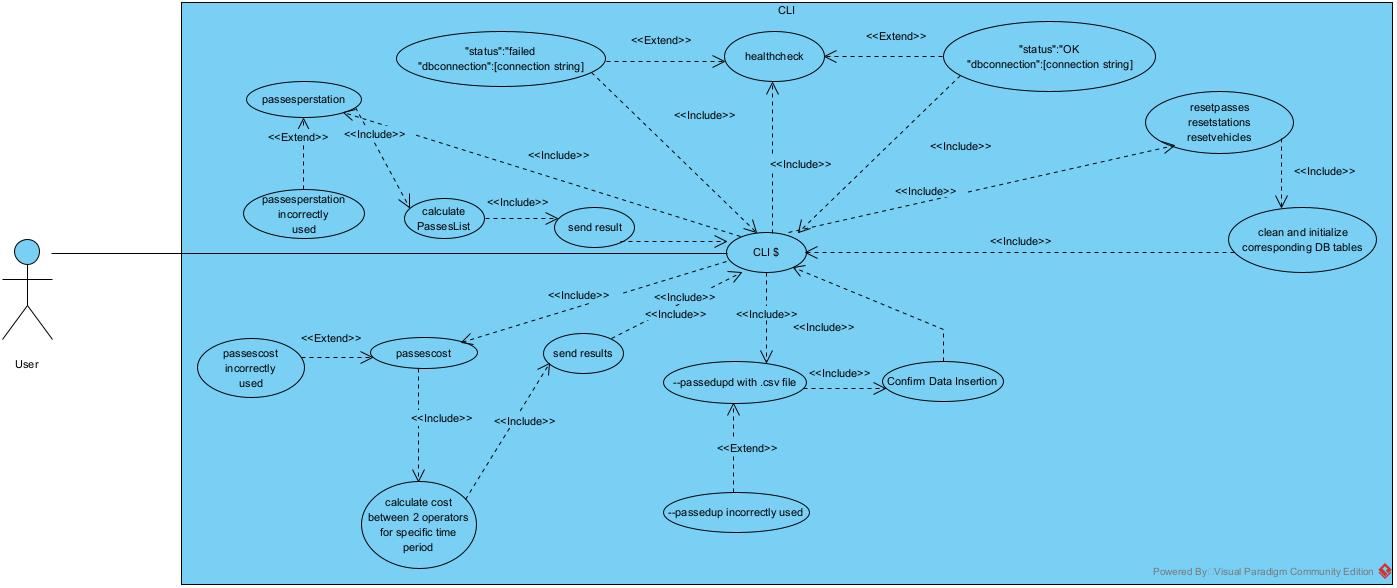 CLI
"status":"failed
"dbconnection":[connection string]
<<Extend>>
healthcheck
<<Extend>>
"status":"OK
"dbconnection":[connection string]
passesperstation
<<Extend>>
<<Include>>
<<Include>>
<<Include>>
<<Include>>
<<Include>>
resetpasses
resetstations
resetvehicles
<<Include>>
<<Include>>
passesperstation
incorrectly
used
calculate
PassesList
<<Include>>
send result
CLI $
<<Include>>
clean and initialize
corresponding DB tables
User
<<Include>>
<<Include>>
<<Include>>
<<Include>>
<<Include>>
<<Extend>>
passescost
incorrectly
used
passescost
send results
--passedupd with .csv file
<<Include>>
Confirm Data Insertion
<<Include>>
<<Include>>
<<Extend>>
calculate cost
between 2 operators
for specific time
period
--passedup incorrectly used
Powered By Visual Paradigm Community Edition